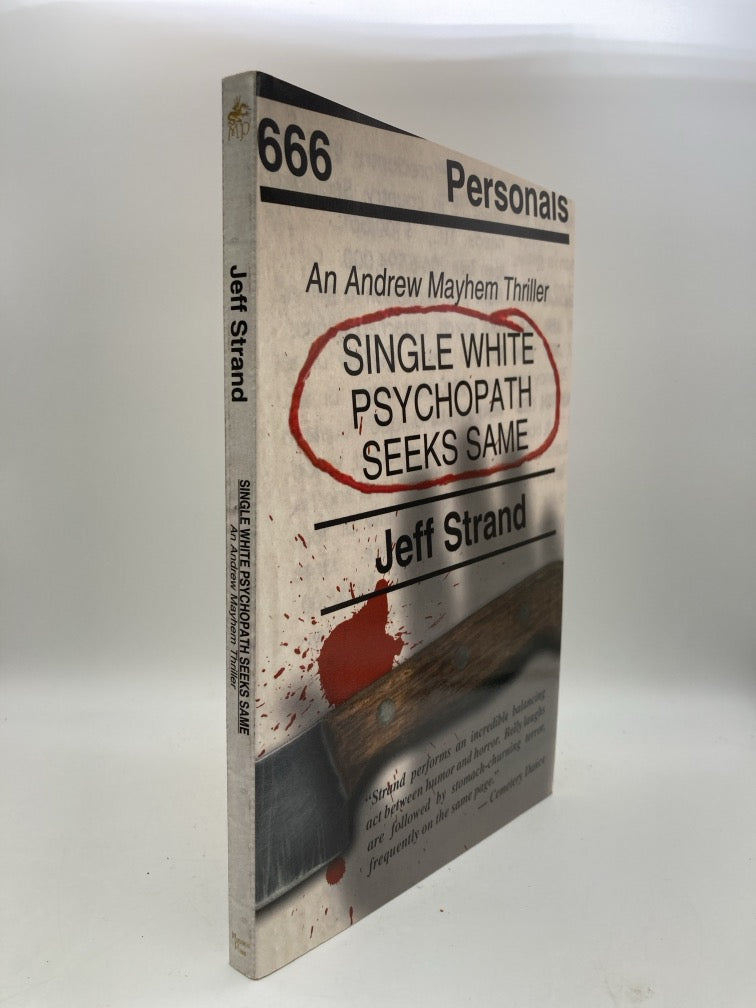 666 Personals
An Andrew Mayhem Thriller
SINGLE WHITE
PSYCHOPATH
SEEKS SAME
Jeff Strand
“Strand performs an incredible balancing
act between humor and horror. Belly laughs
are followed by stomach-churning terror,
frequently on the same page.”
— Cemetery Dance
MP
Jeff Strand
SINGLE WHITE PSYCHOPATH SEEKS SAME
An Andrew Mayhem Thriller